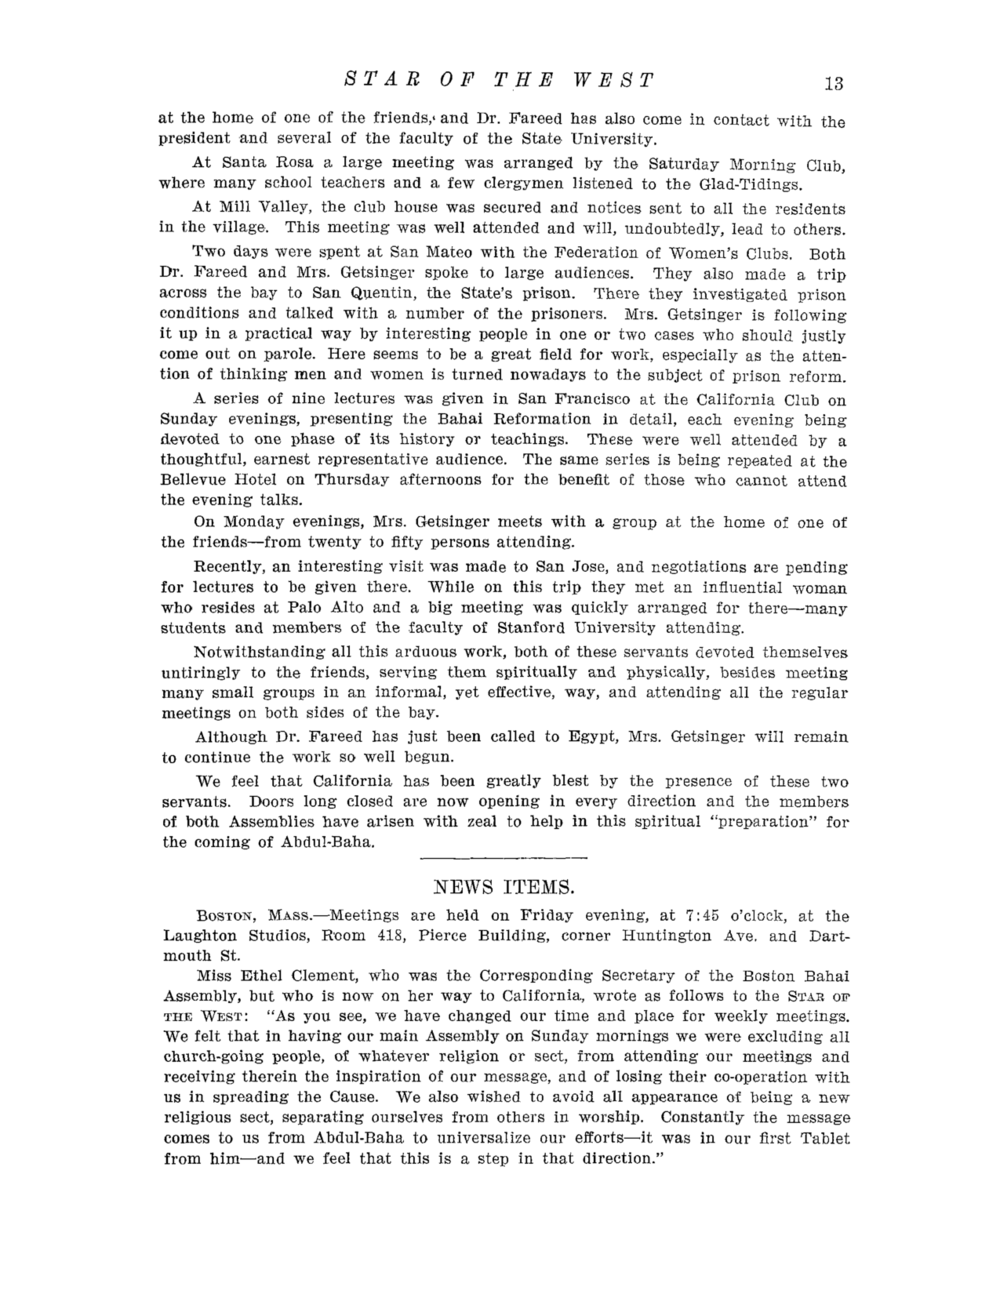 STAR OF THE WEST 13
at the home of one of the friends, and Dr. Fareed has also come in contact with the
president and several of the faculty of the State University.
At Santa Rosa a large meeting was arranged by the Saturday Morning Club,
where many school teachers and a few clergymen listened to the Glad-Tidings.
At Mill Valley, the club house was secured and notices sent to all the residents
in the village. This meeting was well attended and will, undoubtedly, lead to others.
Two days were spent at San Mateo with the Federation of Women's Clubs. Both
Dr. Fareed and Mrs. Getsinger spoke to large audiences. They also made a trip
across the bay to San Quentin, the State's prison. There they investigated prison
conditions and talked with a number of the prisoners. Mrs. Getsinger is following
it up in a practical way by interesting people in one or two cases who should justly
come out on parole. Here seems to be a great field for work, especially as the atten-
tion of thinking men and women is turned nowadays to the subject of prison reform.
A series of nine lectures was given in San Francisco at the California Club on
Sunday evenings, presenting the Bahai Reformation in detail, each evening being
devoted to one phase of its history or teachings. These were well attended by a
thoughtful, earnest representative audience. The same series is being repeated at the
Bellevue Hotel on Thursday afternoons for the benefit of those who cannot attend
the evening talks.
On Monday evenings, Mrs. Getsinger meets with a group at the home of one of
the friends—from twenty to fifty persons attending.
Recently, an interesting visit was made to San Jose, and negotiations are pending
for lectures to be given there. While on this trip they met an influential woman
who resides at Palo Alto and a big meeting was quickly arranged for there—many
students and members of the faculty of Stanford University attending.
Notwithstanding all this arduous work, both of these servants devoted themselves
untiringly to the friends, serving them spiritually and physically, besides meeting
many small groups in an informal, yet effective, way, and attending all the regular
meetings on both sides of the bay.
Although Dr. Fareed has just been called to Egypt, Mrs. Getsinger will remain
to continue the work so well begun.
We feel that California has been greatly blest by the presence of these two
servants. Doors long closed are now opening in every direction and the members
of both Assemblies have arisen with zeal to help in this spiritual "preparation" for
the coming of Abdul-Baha.
NEWS ITEMS.
BOSTON, MASS.—Meetings are held on Friday evening, at 7:45 o'clock, at the
Laughton Studios, Room 418, Pierce Building, corner Huntington Ave. and Dart-
mouth St.
Miss Ethel Clement, who was the Corresponding Secretary of the Boston Bahai
Assembly, but who is now on her way to California, wrote as follows to the STAR OF
THE WEST: "As you see, we have changed our time and place for weekly meetings.
We felt that in having our main Assembly on Sunday mornings we were excluding all
church-going people, of whatever religion or sect, from attending our meetings and
receiving therein the inspiration of our message, and of losing their co-operation with
us in spreading the Cause. We also wished to avoid all appearance of being a new
religious sect, separating ourselves from others in worship. Constantly the message
comes to us from Abdul-Baha to universalize our efforts—it was in our first Tablet
from him—and we feel that this is a step in that direction."